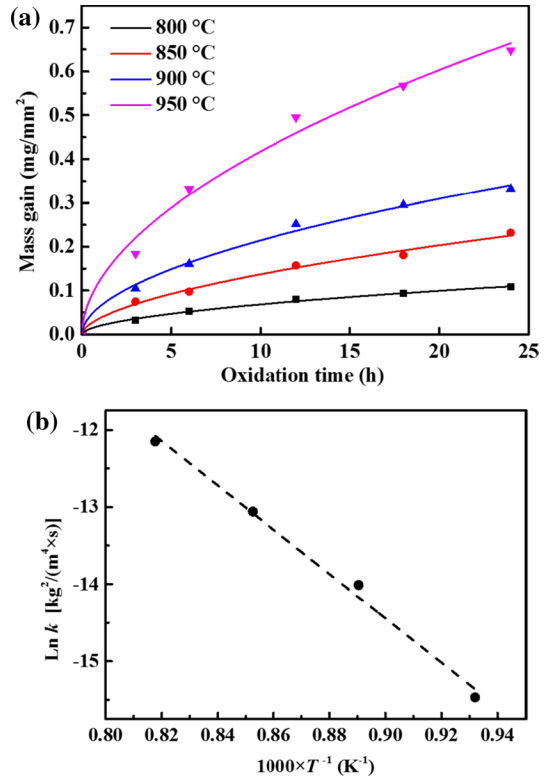 (a)
0.7
0.6
0.5
0.4
0.3
0.2
0.1
0.0
Mass gain (mg/mm²)
800 °C
850 °C
900 °C
950 °C
0 5 10 15 20 25
Oxidation time (h)
(b)
-12
-13
-14
-15
Ln k [kg²/(m⁴×s)]
0.80 0.82 0.84 0.86 0.88 0.90 0.92 0.94
1000×T⁻¹ (K⁻¹)